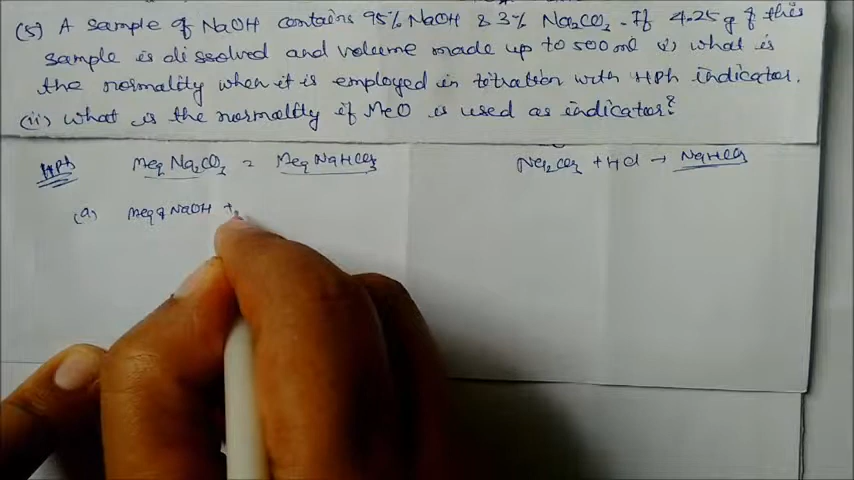 (5) A sample of NaOH contains 95% NaOH & 3% Na₂CO₃. If 4.25g of this
sample is dissolved and volume made up to 500 ml (i) what is
the normality when it is employed in titration with HPh indicator.
(ii) what is the normality if MeO is used as indicator?
HPh Meq Na₂CO₃ = Meq NaHCO₃ Na₂CO₃ + HCl → NaHCO₃
(a) Meq of NaOH +